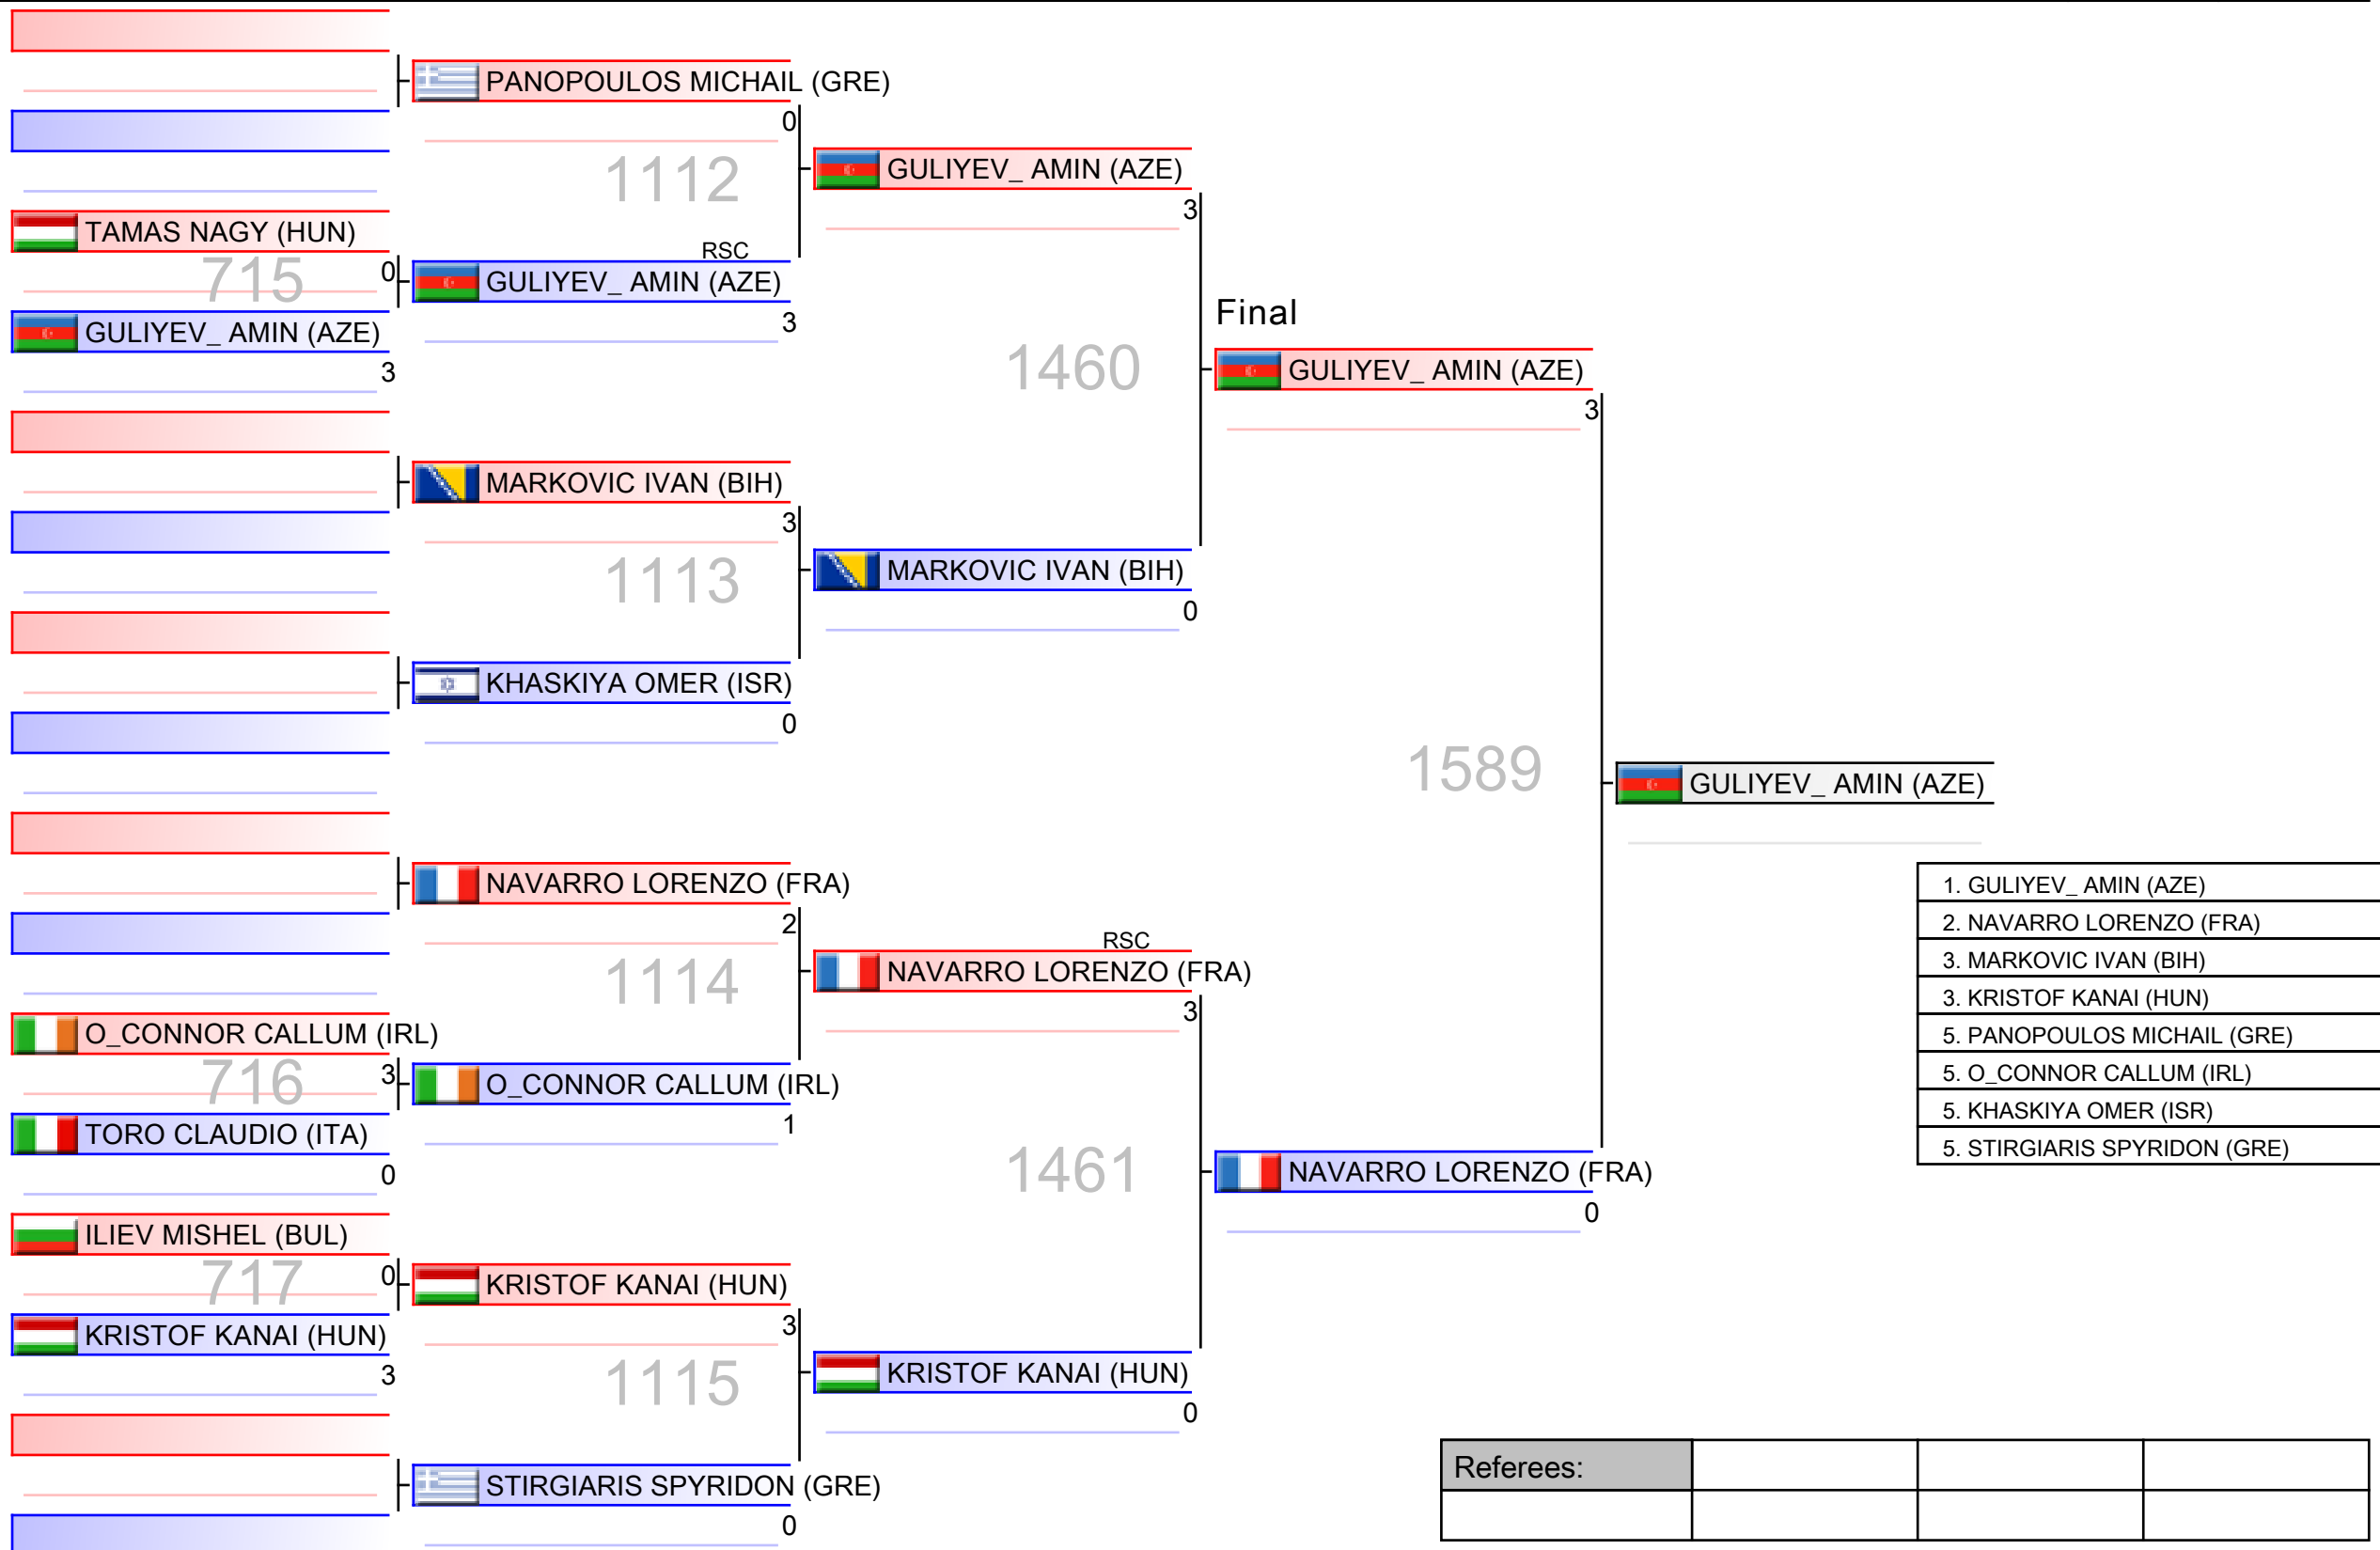 PANOPOULOS MICHAIL (GRE)
0
1112
GULIYEV_ AMIN (AZE)
3
TAMAS NAGY (HUN)
0
715
GULIYEV_ AMIN (AZE)
3
RSC
GULIYEV_ AMIN (AZE)
3
Final
1460
GULIYEV_ AMIN (AZE)
3
MARKOVIC IVAN (BIH)
3
1113
MARKOVIC IVAN (BIH)
0
KHASKIYA OMER (ISR)
0
1589
GULIYEV_ AMIN (AZE)
NAVARRO LORENZO (FRA)
2
1114
RSC
NAVARRO LORENZO (FRA)
3
O_CONNOR CALLUM (IRL)
3
716
TORO CLAUDIO (ITA)
0
O_CONNOR CALLUM (IRL)
1
1461
NAVARRO LORENZO (FRA)
0
ILIEV MISHEL (BUL)
0
717
KRISTOF KANAI (HUN)
3
KRISTOF KANAI (HUN)
3
1115
KRISTOF KANAI (HUN)
0
STIRGIARIS SPYRIDON (GRE)
0
1. GULIYEV_ AMIN (AZE)
2. NAVARRO LORENZO (FRA)
3. MARKOVIC IVAN (BIH)
3. KRISTOF KANAI (HUN)
5. PANOPOULOS MICHAIL (GRE)
5. O_CONNOR CALLUM (IRL)
5. KHASKIYA OMER (ISR)
5. STIRGIARIS SPYRIDON (GRE)
Referees: